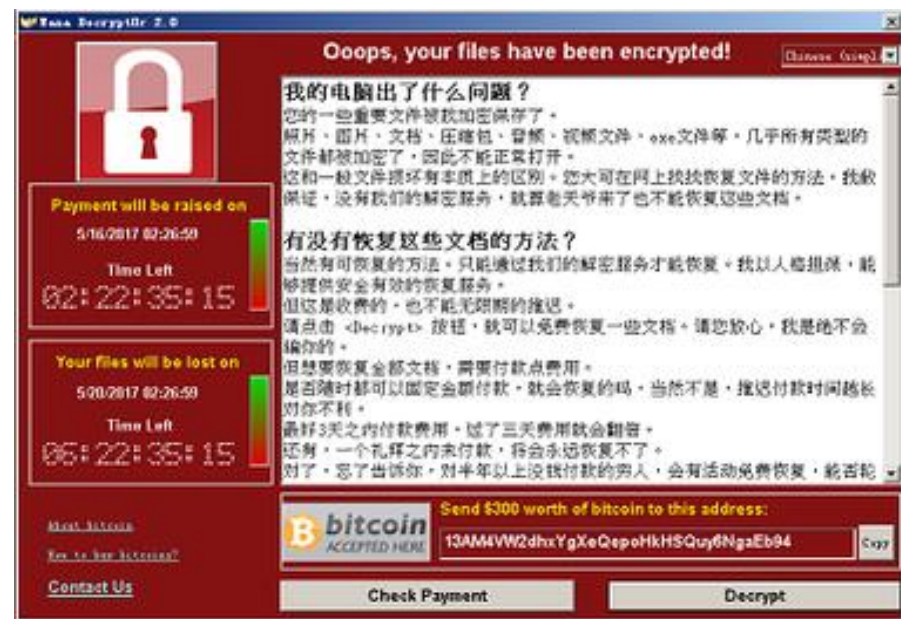 Wana Decrypt0r 2.0
Ooops, your files have been encrypted!
Chinese (simpl
我的电脑出了什么问题？
您的一些重要文件被我加密保存了。
照片、图片、文档、压缩包、音频、视频文件、exe文件等，几乎所有类型的
文件都被加密了，因此不能正常打开。
这和一般文件损坏有本质上的区别。您大可在网上找找恢复文件的方法，我敢
保证，没有我们的解密服务，就算老天爷来了也不能恢复这些文档。
有没有恢复这些文档的方法？
当然有可恢复的方法。只能通过我们的解密服务才能恢复。我以人格担保，能
够提供安全有效的恢复服务。
但这是收费的，也不能无限期的推迟。
请点击 <Decrypt> 按钮，就可以免费恢复一些文档。请您放心，我是绝不会
骗你的。
但想要恢复全部文档，需要付款点费用。
是否随时都可以固定金额付款，就会恢复的吗，当然不是，推迟付款时间越长
对你不利。
最好3天之内付款费用，过了三天费用就会翻倍。
还有，一个礼拜之内未付款，将会永远恢复不了。
对了，忘了告诉你，对半年以上没钱付款的穷人，会有活动免费恢复，能否轮
Payment will be raised on
5/16/2017 02:26:59
Time Left
02:22:35:15
Your files will be lost on
5/20/2017 02:26:59
Time Left
06:22:35:15
About bitcoin
How to buy bitcoins?
Contact Us
bitcoin
ACCEPTED HERE
Send $300 worth of bitcoin to this address:
13AM4VW2dhxYgXeQepoHkHSQuy6NgaEb94
Copy
Check Payment
Decrypt